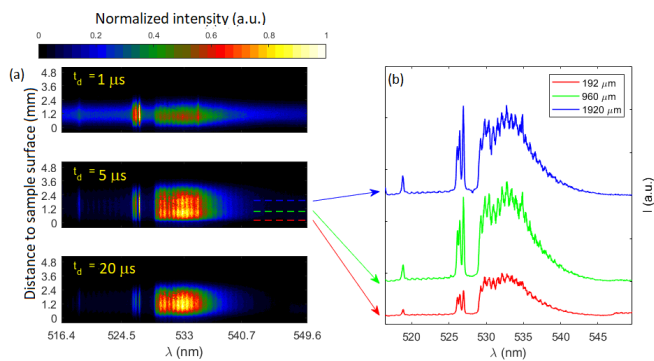 Normalized intensity (a.u.)
0 0.2 0.4 0.6 0.8 1
(a)
t_d = 1 μs
4.8
3.6
2.4
1.2
0
t_d = 5 μs
4.8
3.6
2.4
1.2
0
t_d = 20 μs
4.8
3.6
2.4
1.2
0
Distance to sample surface (mm)
516.4 524.5 533 540.7 549.6
λ (nm)
(b)
192 μm
960 μm
1920 μm
I (a.u.)
520 525 530 535 540 545
λ (nm)